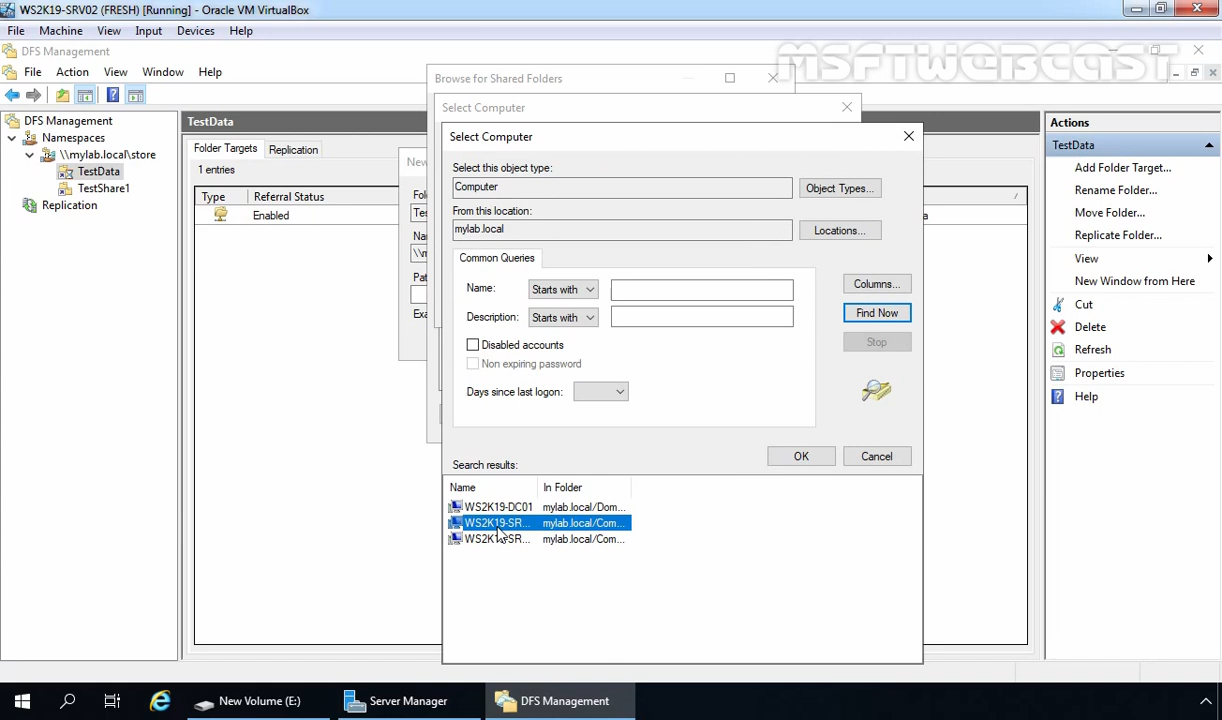 WS2K19-SRV02 (FRESH) [Running] - Oracle VM VirtualBox
File Machine View Input Devices Help
DFS Management
MSFTWEBCAST
File Action View Window Help
Browse for Shared Folders
Select Computer
Select Computer
DFS Management
Namespaces
\\mylab.local\store
TestData
TestShare1
Replication
TestData
Folder Targets Replication
1 entries
Type Referral Status
Enabled
Select this object type:
Computer
Object Types...
From this location:
mylab.local
Locations...
Common Queries
Name: Starts with
Description: Starts with
Disabled accounts
Non expiring password
Days since last logon:
Columns...
Find Now
Stop
OK Cancel
Search results:
Name In Folder
WS2K19-DC01 mylab.local/Dom...
WS2K19-SR... mylab.local/Com...
WS2K19-SR... mylab.local/Com...
Actions
TestData
Add Folder Target...
Rename Folder...
Move Folder...
Replicate Folder...
View
New Window from Here
Cut
Delete
Refresh
Properties
Help
New Volume (E:) Server Manager DFS Management